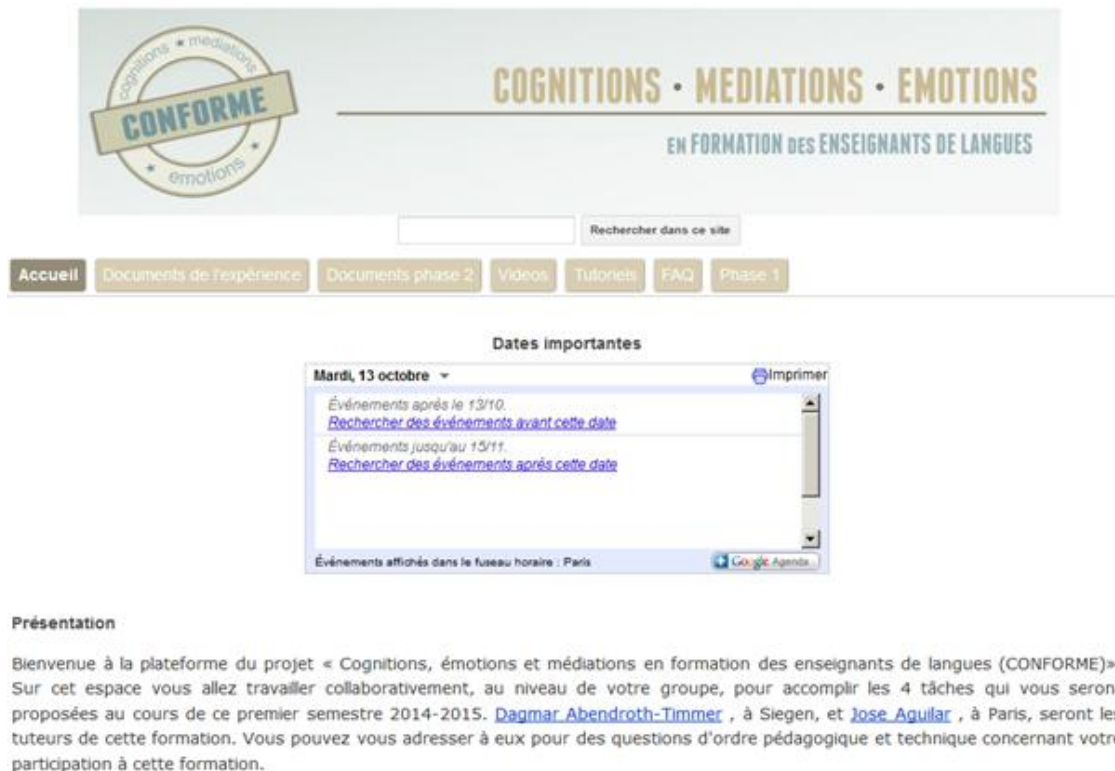 cognitions ★ mediations
CONFORME
★ emotions ★
COGNITIONS · MEDIATIONS · EMOTIONS
EN FORMATION DES ENSEIGNANTS DE LANGUES
Rechercher dans ce site
Accueil Documents de l'expérience Documents phase 2 Videos Tutoriels FAQ Phase 1
Dates importantes
Mardi, 13 octobre Imprimer
Événements après le 13/10.
Rechercher des événements avant cette date
Événements jusqu'au 15/11.
Rechercher des événements après cette date
Événements affichés dans le fuseau horaire : Paris Google Agenda
Présentation
Bienvenue à la plateforme du projet « Cognitions, émotions et médiations en formation des enseignants de langues (CONFORME)»
Sur cet espace vous allez travailler collaborativement, au niveau de votre groupe, pour accomplir les 4 tâches qui vous seron
proposées au cours de ce premier semestre 2014-2015. Dagmar Abendroth-Timmer , à Siegen, et Jose Aguilar , à Paris, seront les
tuteurs de cette formation. Vous pouvez vous adresser à eux pour des questions d'ordre pédagogique et technique concernant votre
participation à cette formation.